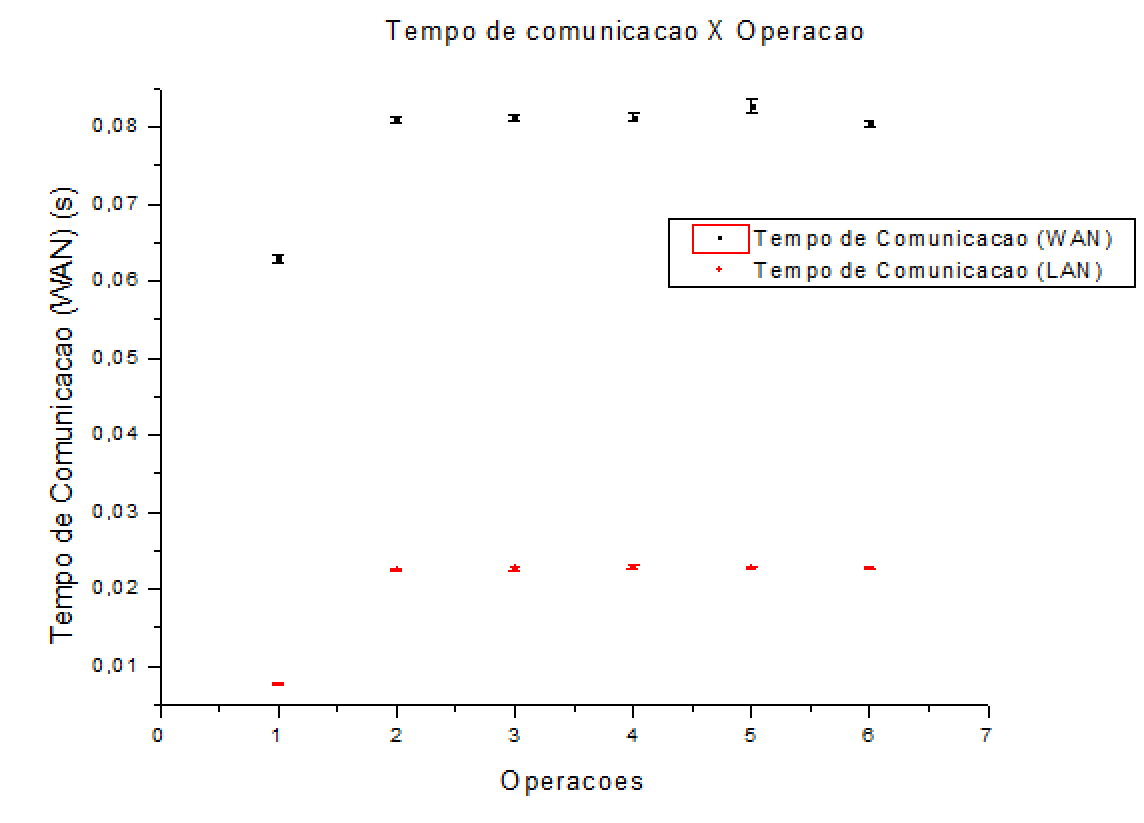 Tempo de comunicacao X Operacao
Tempo de Comunicacao (WAN) (s)
0,08
0,07
0,06
0,05
0,04
0,03
0,02
0,01
Tempo de Comunicacao (WAN)
Tempo de Comunicacao (LAN)
0 1 2 3 4 5 6 7
Operacoes